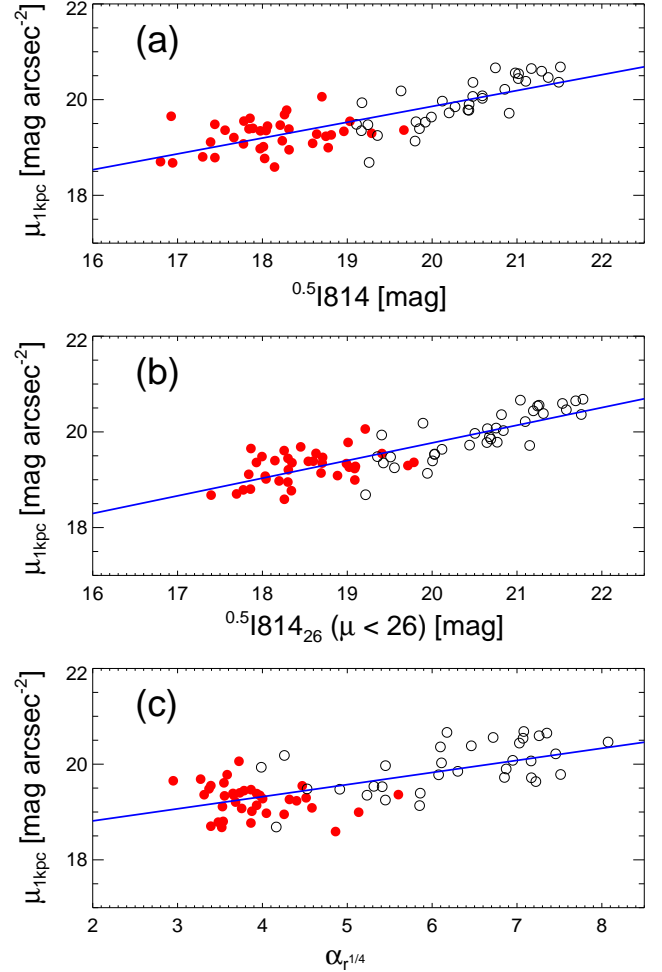 (a)
22
21
20
19
18
μ1kpc [mag arcsec-2]
16 17 18 19 20 21 22
0.5I814 [mag]
(b)
22
20
18
μ1kpc [mag arcsec-2]
16 17 18 19 20 21 22
0.5I81426 (μ < 26) [mag]
(c)
22
20
18
μ1kpc [mag arcsec-2]
2 3 4 5 6 7 8
αr1/4